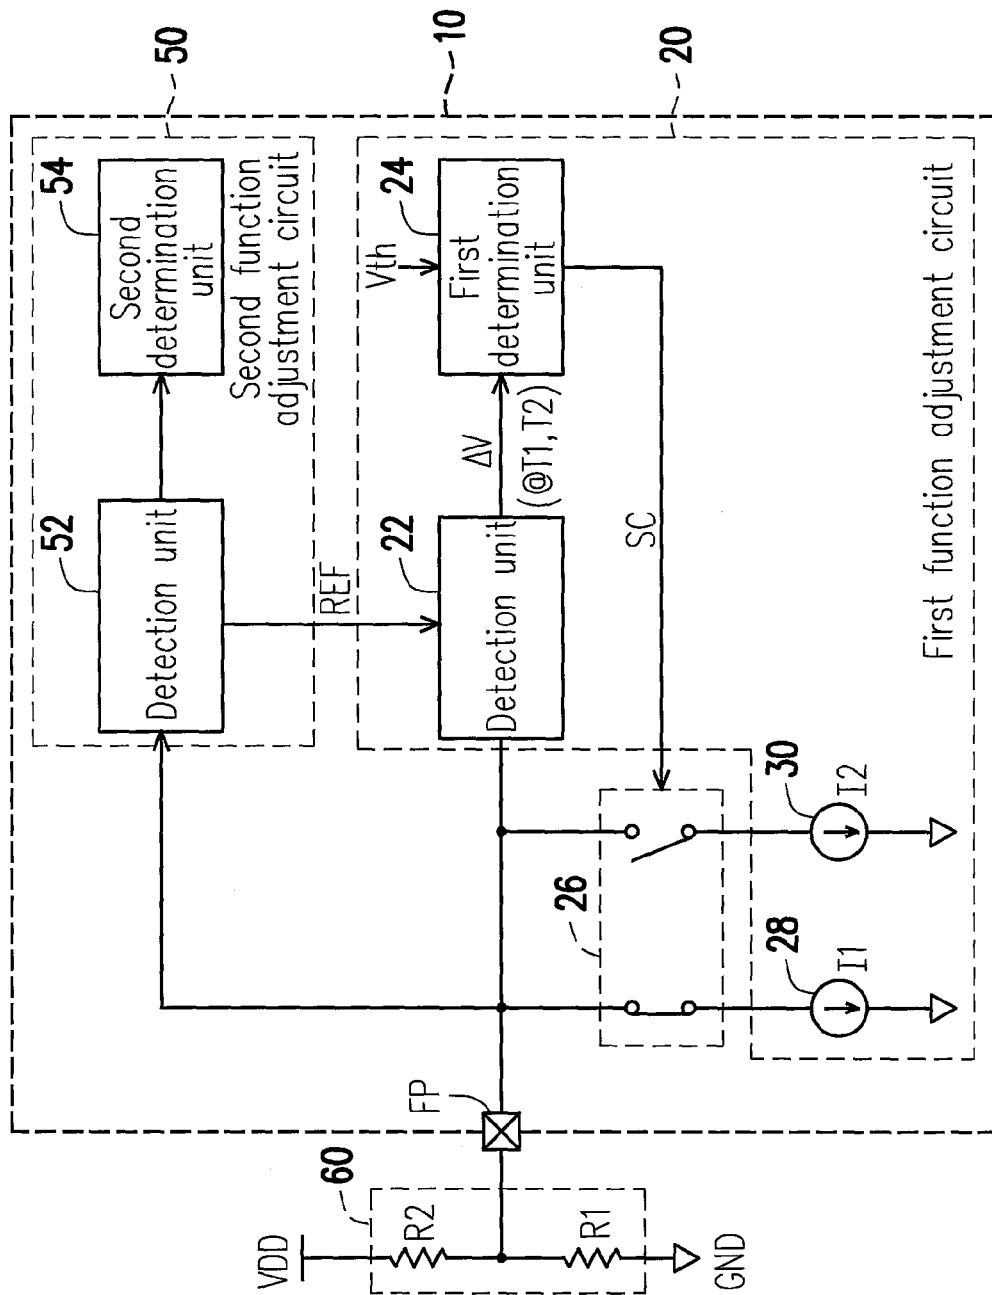 50
10
20
54
Second
determination
unit
Second function
adjustment circuit
52
Detection unit
REF
Vth
24
First
determination
unit
22
Detection unit
ΔV
(@T1,T2)
SC
First function adjustment circuit
26
30
I2
28
I1
FP
60
VDD
R2
R1
GND